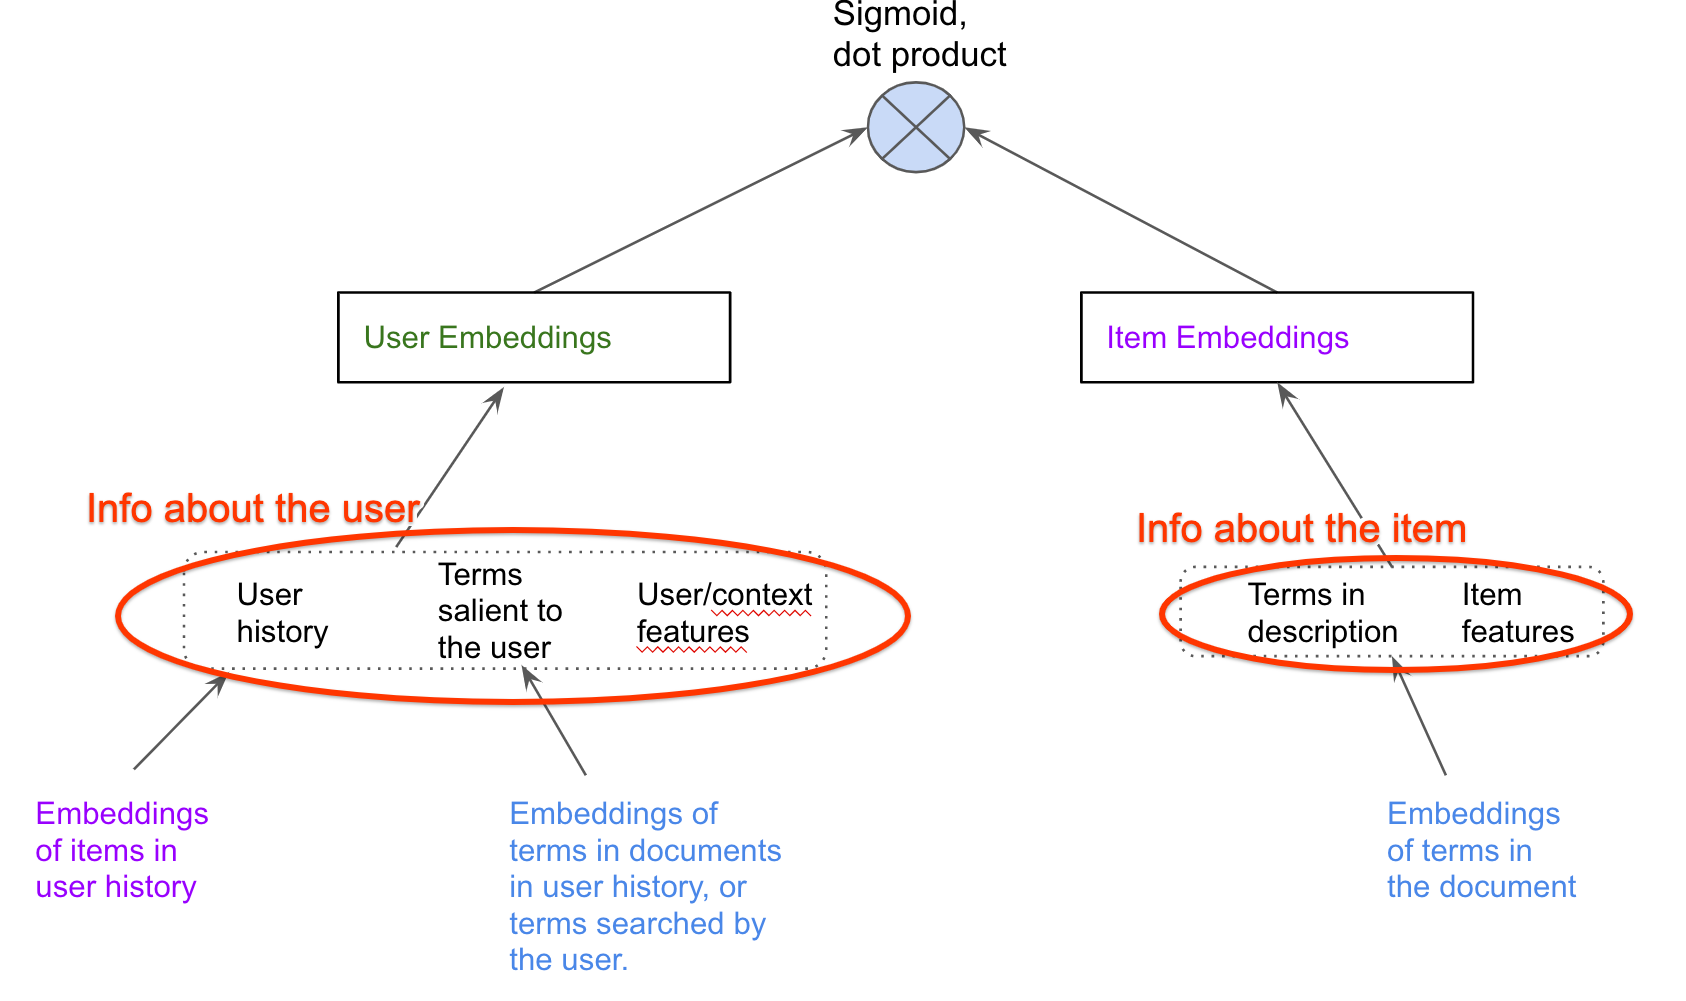 Sigmoid,
dot product
User Embeddings
Item Embeddings
Info about the user
Info about the item
User
history
Terms
salient to
the user
User/context
features
Terms in
description
Item
features
Embeddings
of items in
user history
Embeddings of
terms in documents
in user history, or
terms searched by
the user.
Embeddings
of terms in
the document